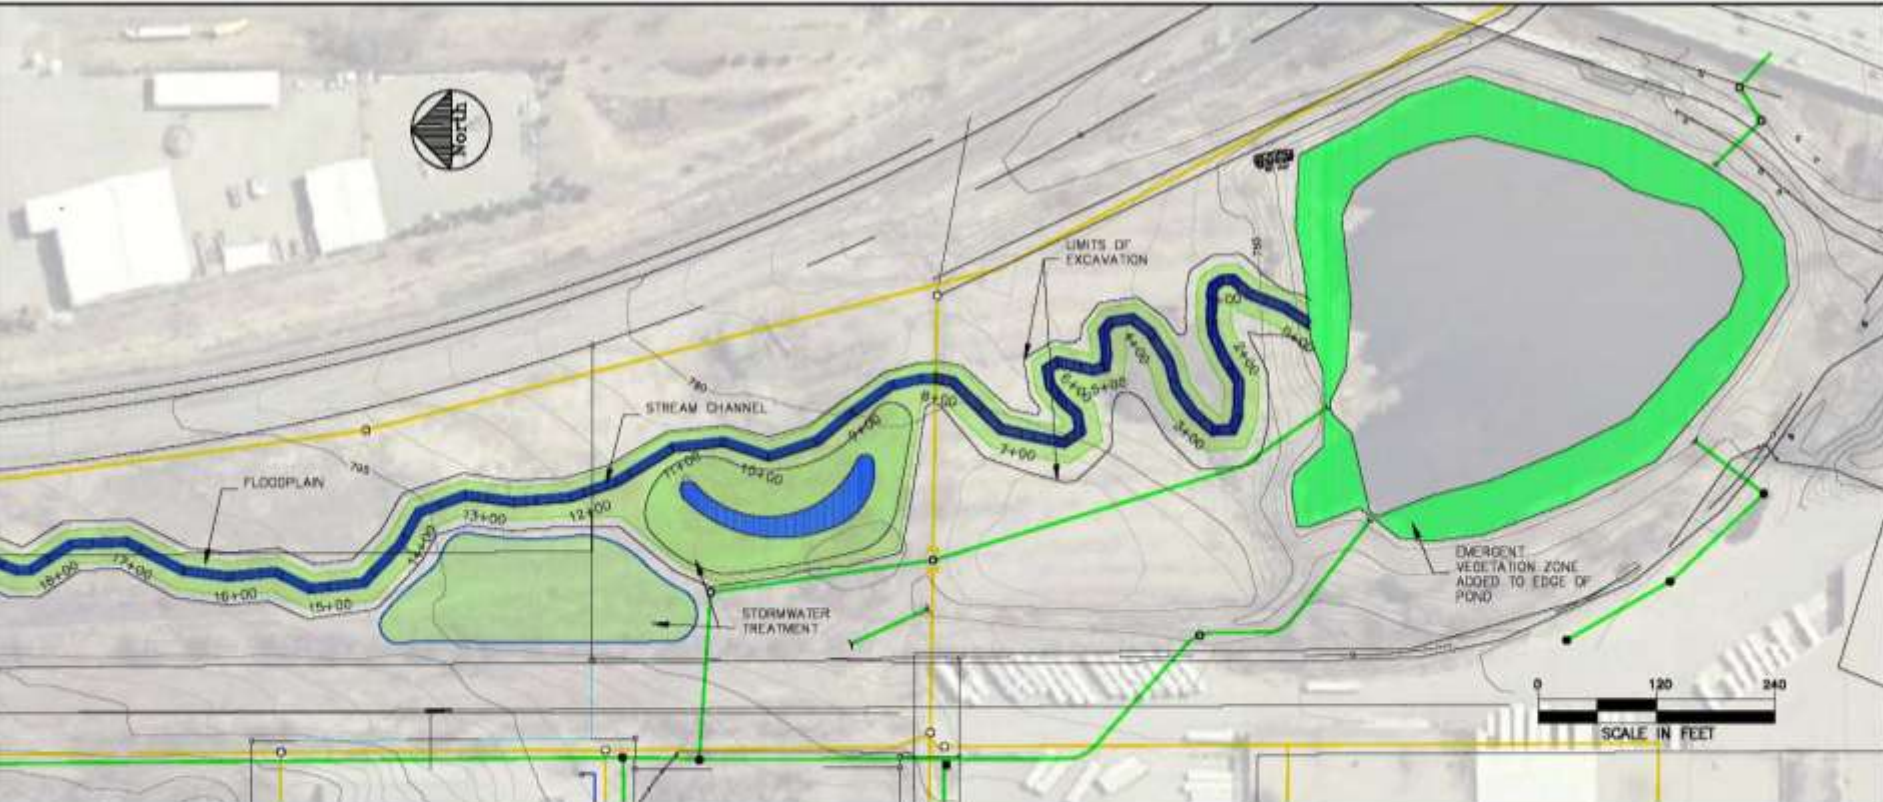 North
LIMITS OF
EXCAVATION
780
00
0+00
2+00
4+00
6+00
5+00
3+00
780
STREAM CHANNEL
8+00
9+00
7+00
795
FLOODPLAIN
11+00
10+00
13+00
12+00
14+00
17+00
18+00
16+00
15+00
EMERGENT
VEGETATION ZONE
ADDED TO EDGE OF
POND
STORMWATER
TREATMENT
0 120 240
SCALE IN FEET